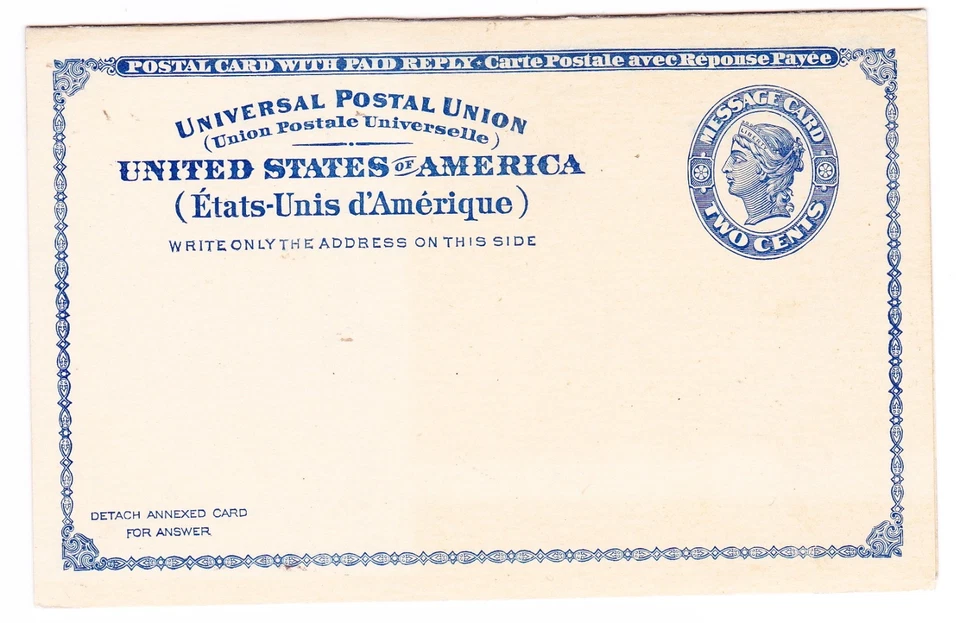 POSTAL CARD WITH PAID REPLY ★ Carte Postale avec Réponse Payée
UNIVERSAL POSTAL UNION
(Union Postale Universelle)
UNITED STATES OF AMERICA
(États-Unis d'Amérique)
WRITE ONLY THE ADDRESS ON THIS SIDE
MESSAGE CARD
LIBERTY
TWO CENTS
DETACH ANNEXED CARD
FOR ANSWER